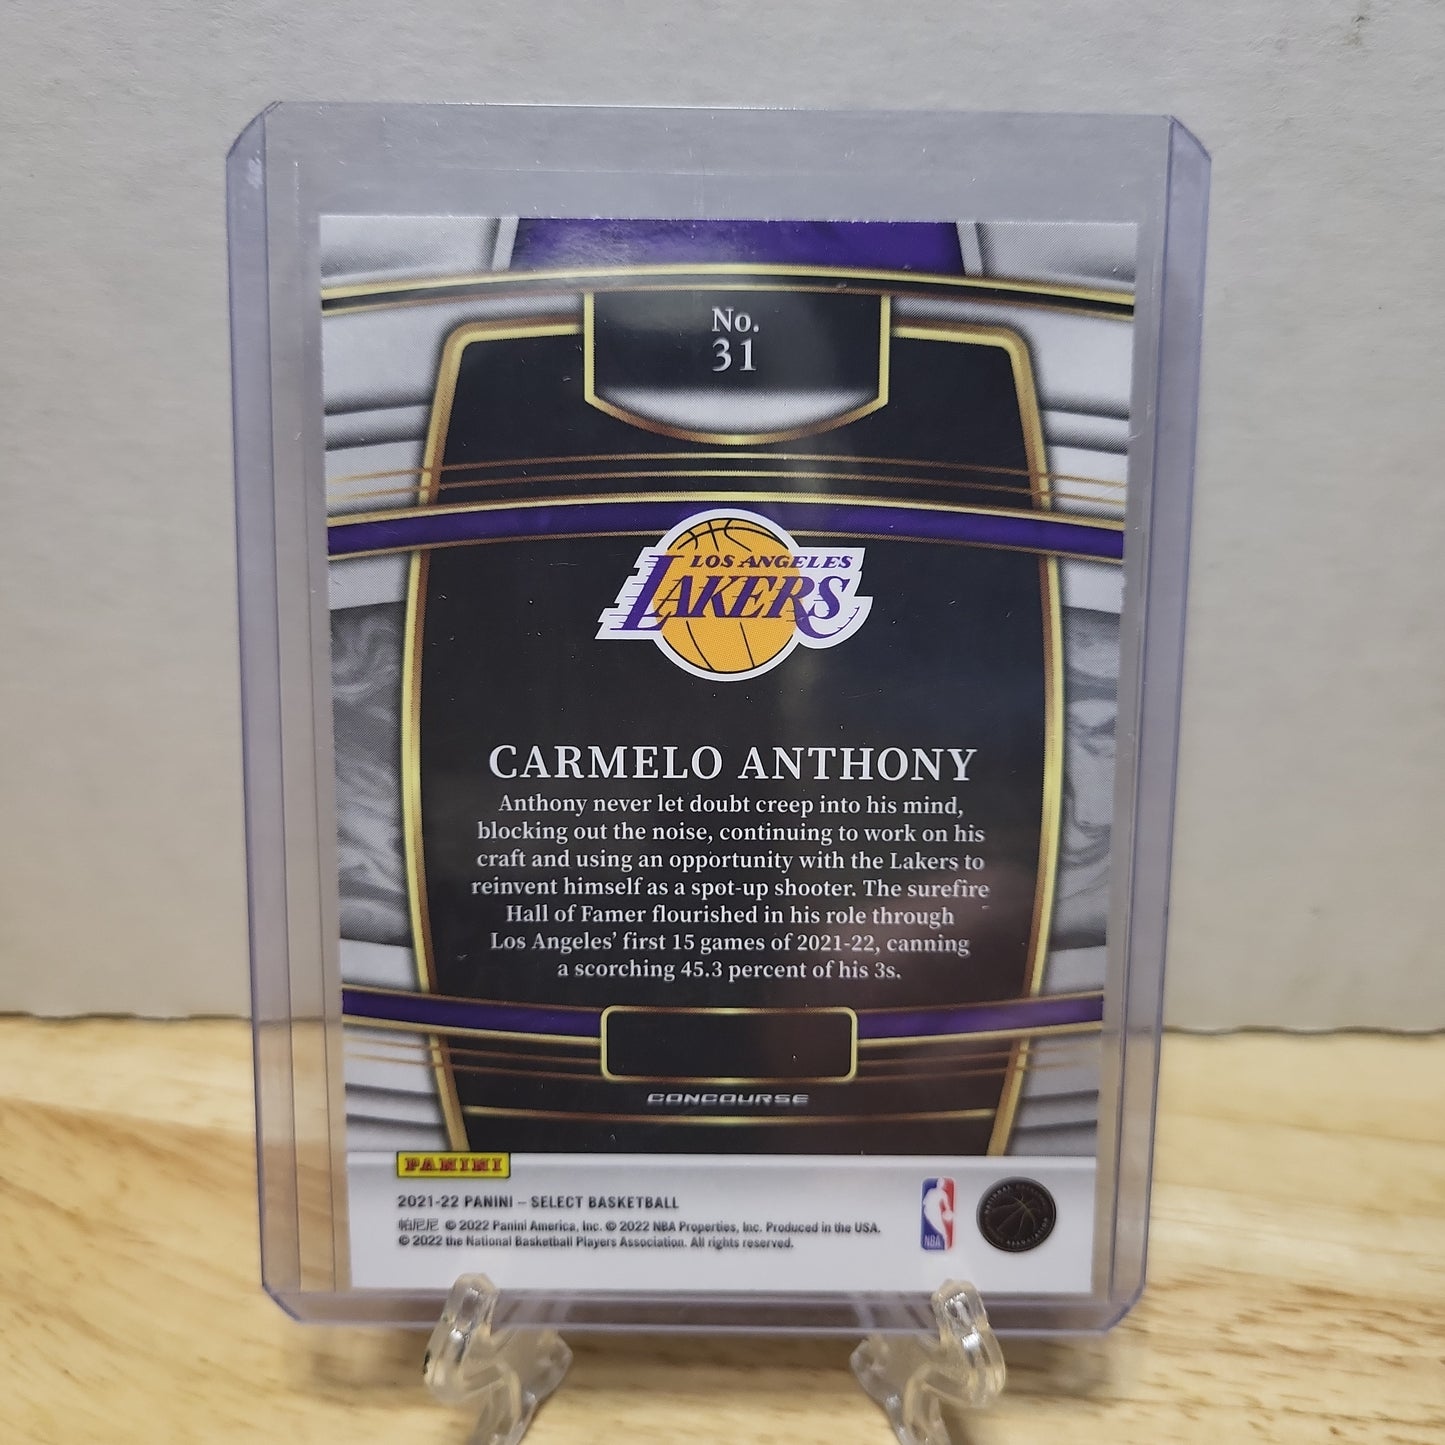 No.
31
LOS ANGELES
LAKERS
CARMELO ANTHONY
Anthony never let doubt creep into his mind,
blocking out the noise, continuing to work on his
craft and using an opportunity with the Lakers to
reinvent himself as a spot-up shooter. The surefire
Hall of Famer flourished in his role through
Los Angeles' first 15 games of 2021-22, canning
a scorching 45.3 percent of his 3s.
CONCOURSE
PANINI
2021-22 PANINI – SELECT BASKETBALL
帕尼尼 © 2022 Panini America, Inc. © 2022 NBA Properties, Inc. Produced in the USA.
© 2022 the National Basketball Players Association. All rights reserved.
NBA